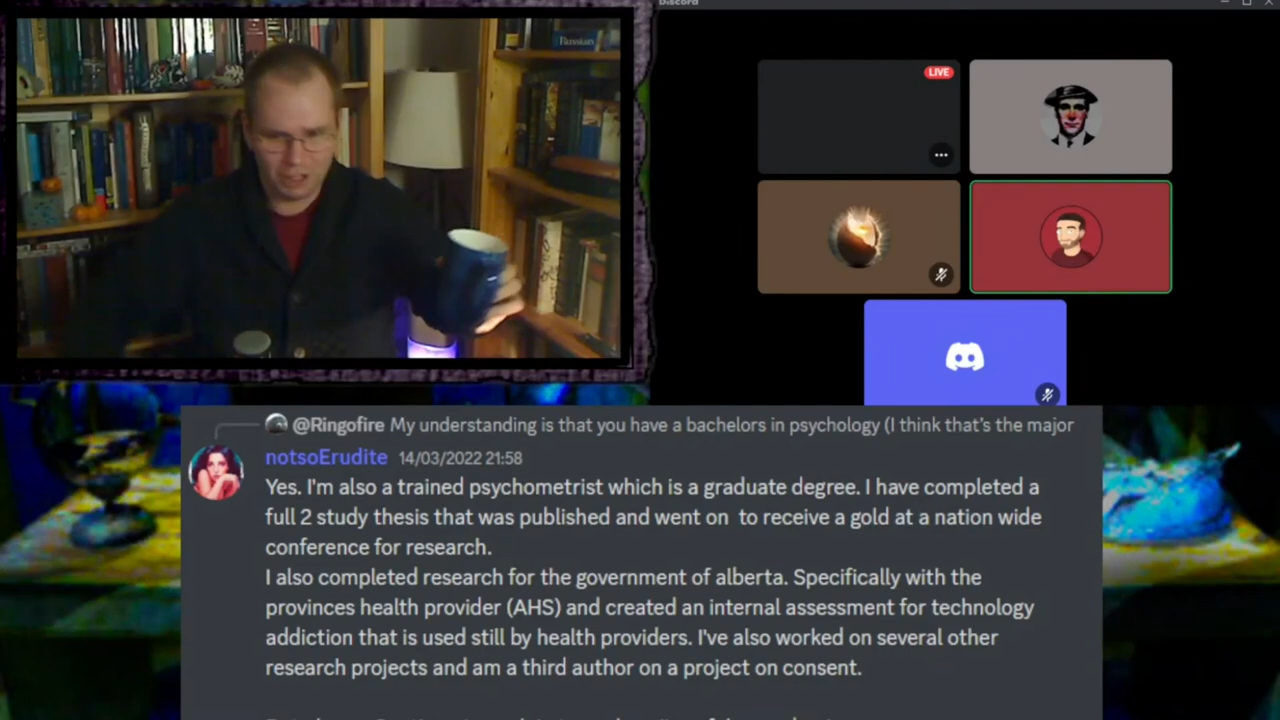 Discord
Russian
LIVE
@Ringofire My understanding is that you have a bachelors in psychology (I think that's the major
notsoErudite 14/03/2022 21:58
Yes. I'm also a trained psychometrist which is a graduate degree. I have completed a
full 2 study thesis that was published and went on to receive a gold at a nation wide
conference for research.
I also completed research for the government of alberta. Specifically with the
provinces health provider (AHS) and created an internal assessment for technology
addiction that is used still by health providers. I've also worked on several other
research projects and am a third author on a project on consent.